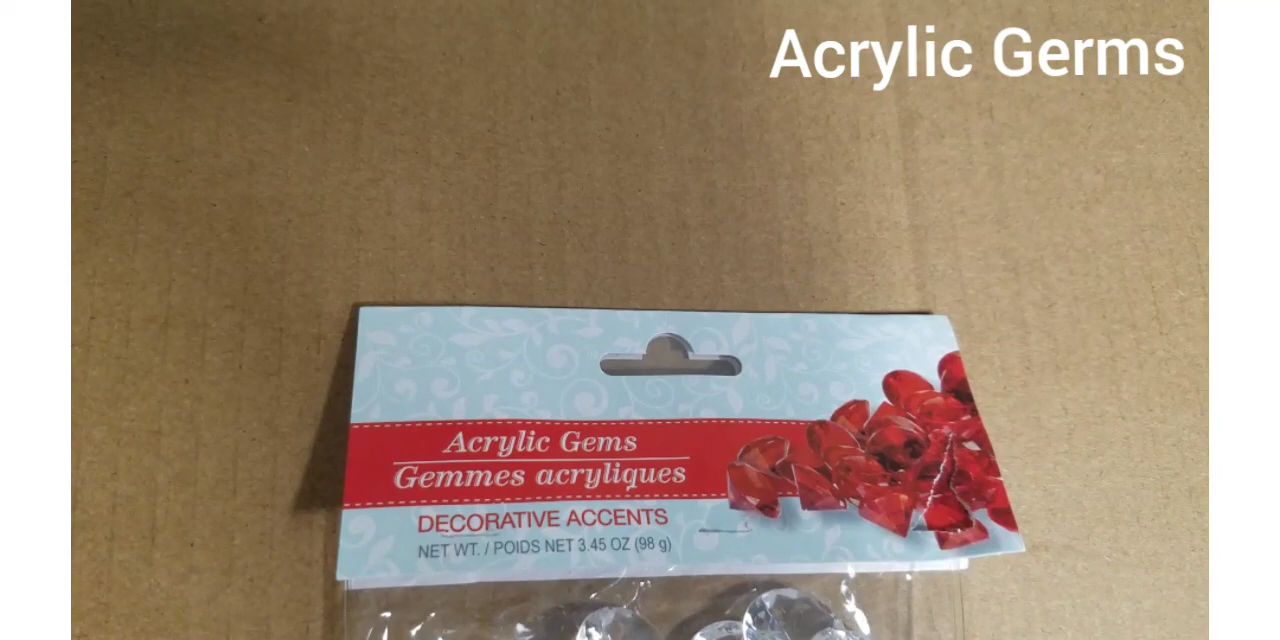 Acrylic Germs
Acrylic Gems
Gemmes acryliques
DECORATIVE ACCENTS
NET WT. / POIDS NET 3.45 OZ (98 g)